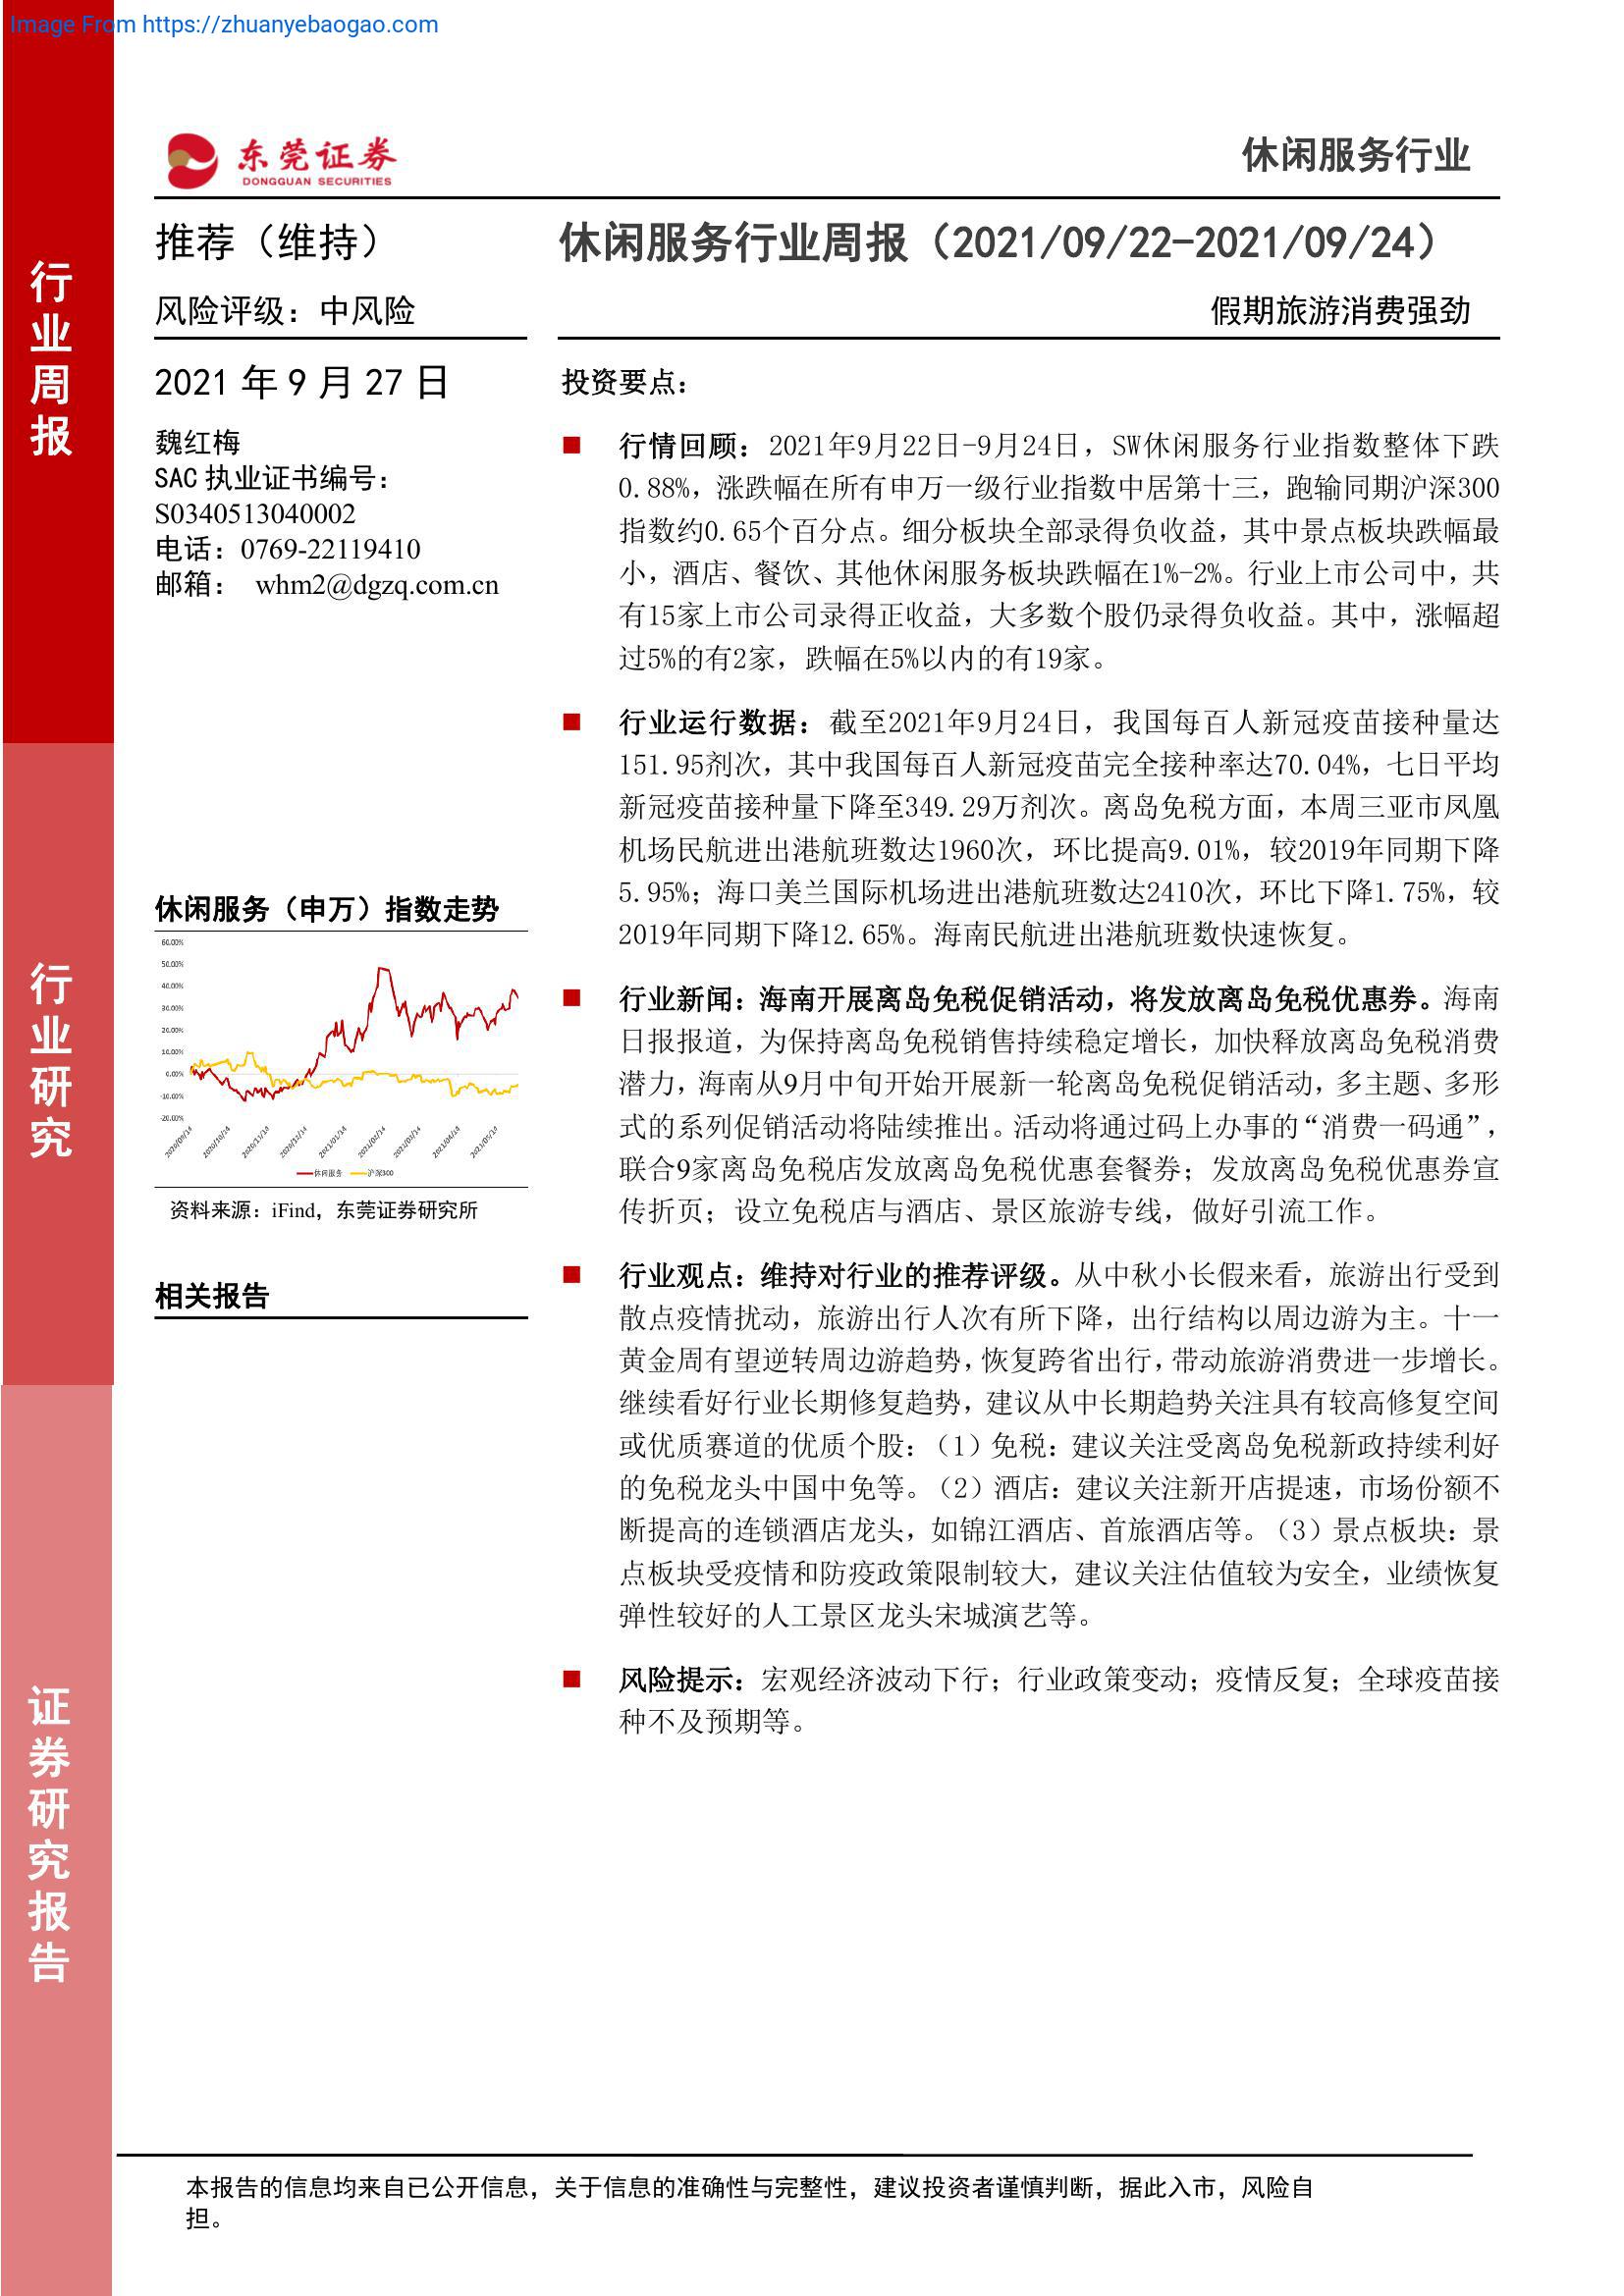 Image From https://zhuanyebaogao.com
东莞证券
DONGGUAN SECURITIES
休闲服务行业
行业周报
行业研究
证券研究报告
推荐（维持）
风险评级：中风险
2021 年 9 月 27 日
魏红梅
SAC 执业证书编号：
S0340513040002
电话：0769-22119410
邮箱： whm2@dgzq.com.cn
休闲服务（申万）指数走势
60.00%
50.00%
40.00%
30.00%
20.00%
10.00%
0.00%
-10.00%
-20.00%
休闲服务 沪深300
资料来源：iFind，东莞证券研究所
相关报告
休闲服务行业周报（2021/09/22-2021/09/24）
假期旅游消费强劲
投资要点：
行情回顾：2021年9月22日-9月24日，SW休闲服务行业指数整体下跌
0.88%，涨跌幅在所有申万一级行业指数中居第十三，跑输同期沪深300
指数约0.65个百分点。细分板块全部录得负收益，其中景点板块跌幅最
小，酒店、餐饮、其他休闲服务板块跌幅在1%-2%。行业上市公司中，共
有15家上市公司录得正收益，大多数个股仍录得负收益。其中，涨幅超
过5%的有2家，跌幅在5%以内的有19家。
行业运行数据：截至2021年9月24日，我国每百人新冠疫苗接种量达
151.95剂次，其中我国每百人新冠疫苗完全接种率达70.04%，七日平均
新冠疫苗接种量下降至349.29万剂次。离岛免税方面，本周三亚市凤凰
机场民航进出港航班数达1960次，环比提高9.01%，较2019年同期下降
5.95%；海口美兰国际机场进出港航班数达2410次，环比下降1.75%，较
2019年同期下降12.65%。海南民航进出港航班数快速恢复。
行业新闻：海南开展离岛免税促销活动，将发放离岛免税优惠券。海南
日报报道，为保持离岛免税销售持续稳定增长，加快释放离岛免税消费
潜力，海南从9月中旬开始开展新一轮离岛免税促销活动，多主题、多形
式的系列促销活动将陆续推出。活动将通过码上办事的“消费一码通”，
联合9家离岛免税店发放离岛免税优惠套餐券；发放离岛免税优惠券宣
传折页；设立免税店与酒店、景区旅游专线，做好引流工作。
行业观点：维持对行业的推荐评级。从中秋小长假来看，旅游出行受到
散点疫情扰动，旅游出行人次有所下降，出行结构以周边游为主。十一
黄金周有望逆转周边游趋势，恢复跨省出行，带动旅游消费进一步增长。
继续看好行业长期修复趋势，建议从中长期趋势关注具有较高修复空间
或优质赛道的优质个股：（1）免税：建议关注受离岛免税新政持续利好
的免税龙头中国中免等。（2）酒店：建议关注新开店提速，市场份额不
断提高的连锁酒店龙头，如锦江酒店、首旅酒店等。（3）景点板块：景
点板块受疫情和防疫政策限制较大，建议关注估值较为安全，业绩恢复
弹性较好的人工景区龙头宋城演艺等。
风险提示：宏观经济波动下行；行业政策变动；疫情反复；全球疫苗接
种不及预期等。
本报告的信息均来自已公开信息，关于信息的准确性与完整性，建议投资者谨慎判断，据此入市，风险自
担。